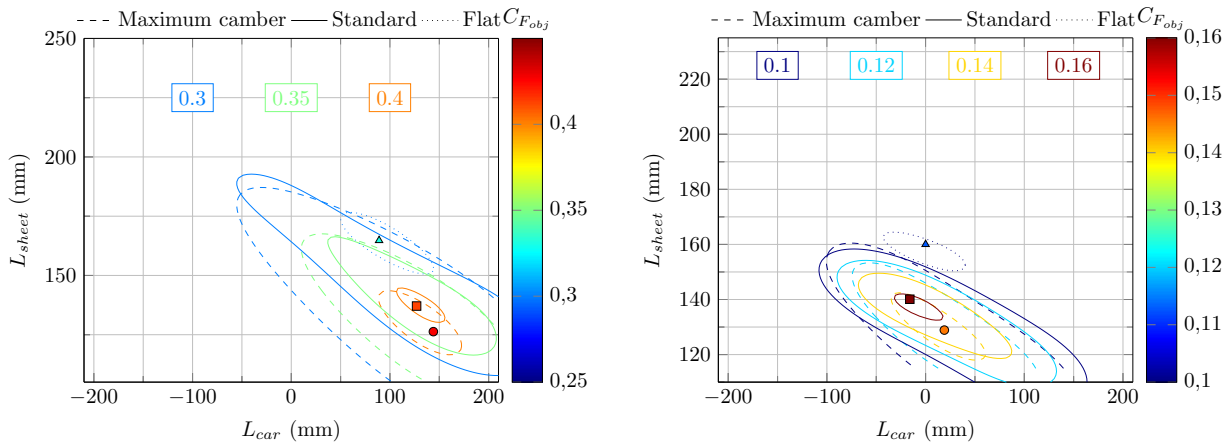 Maximum camber Standard Flat C_{F_{obj}}
250
200
150
L_{sheet} (mm)
0.3 0.35 0.4
−200 −100 0 100 200
L_{car} (mm)
0,4
0,35
0,3
0,25
Maximum camber Standard Flat C_{F_{obj}}
220
200
180
160
140
120
L_{sheet} (mm)
0.1 0.12 0.14 0.16
−200 −100 0 100 200
L_{car} (mm)
0,16
0,15
0,14
0,13
0,12
0,11
0,1